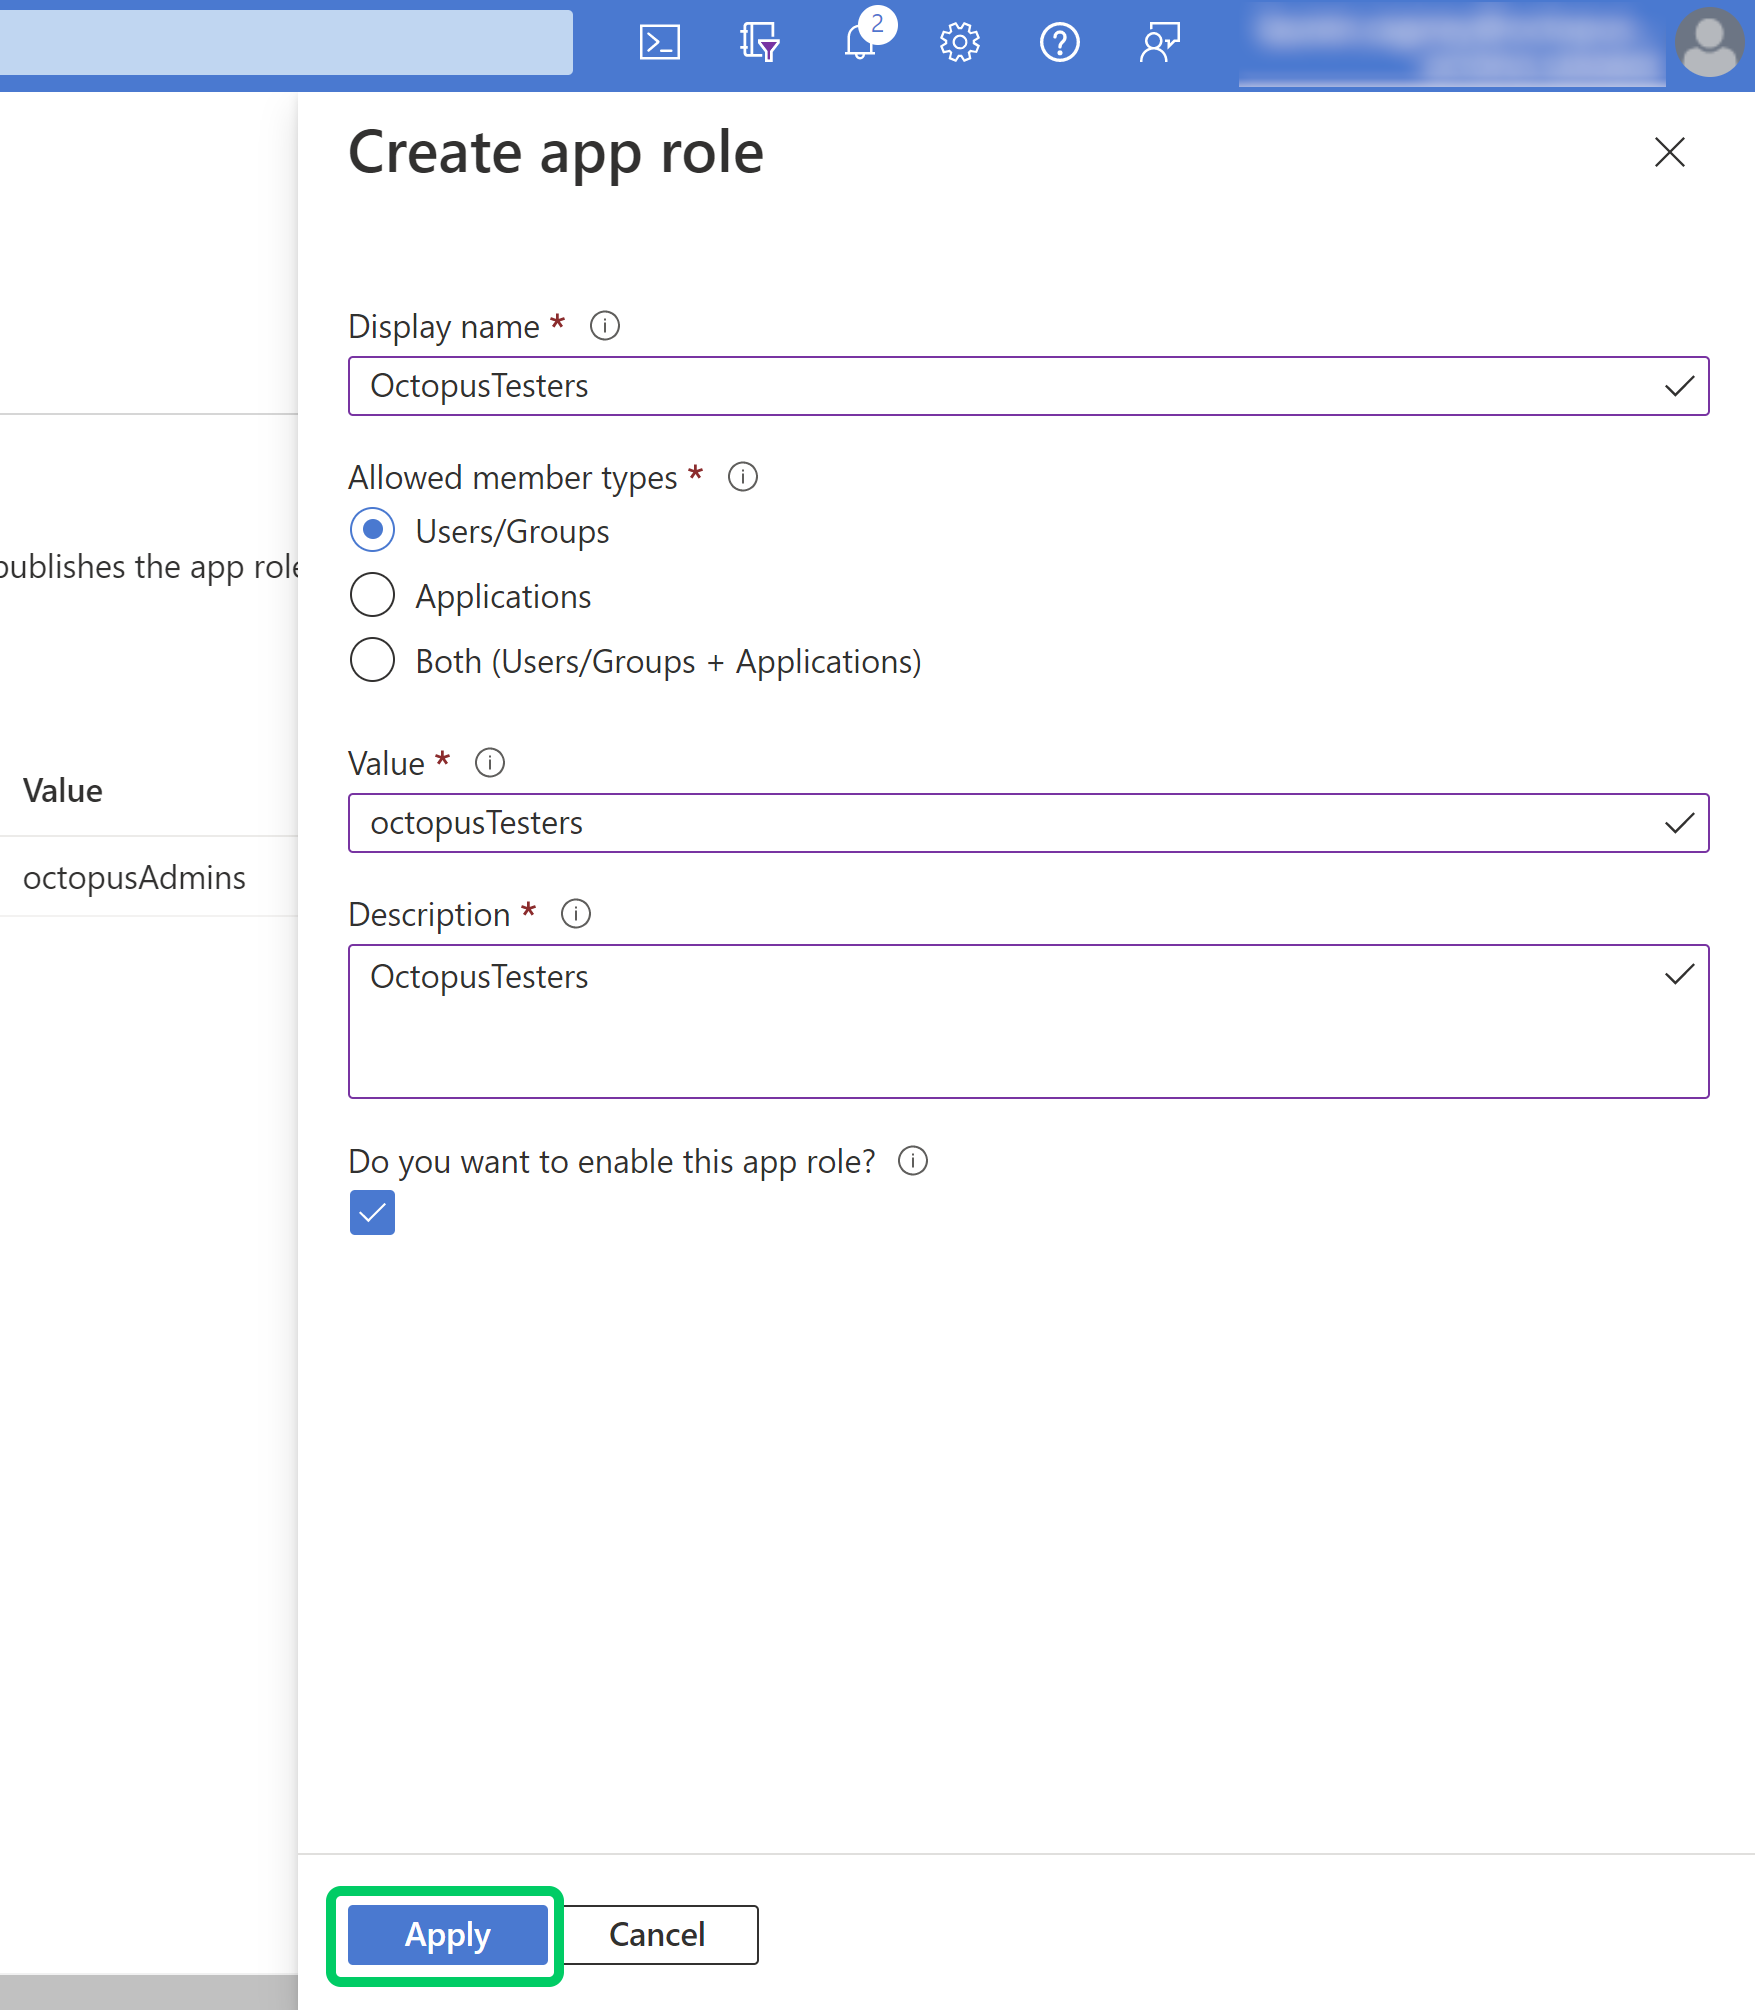 2
Create app role
Display name *
OctopusTesters
Allowed member types *
Users/Groups
Applications
Both (Users/Groups + Applications)
publishes the app role
Value *
octopusTesters
Value
octopusAdmins
Description *
OctopusTesters
Do you want to enable this app role?
Apply
Cancel